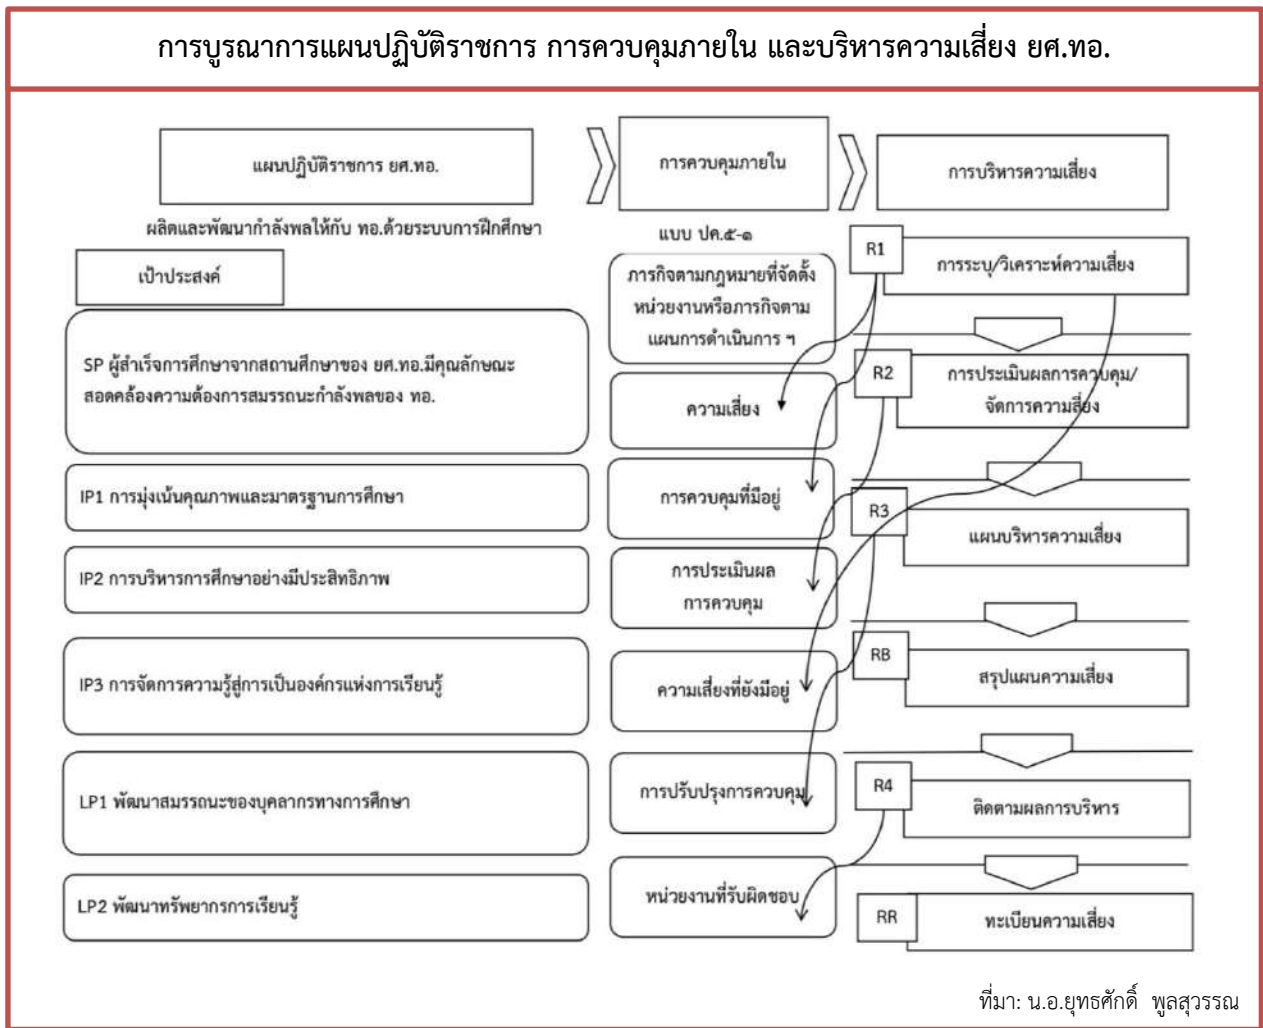 การบูรณาการแผนปฏิบัติราชการ การควบคุมภายใน และบริหารความเสี่ยง ยศ.ทอ.
แผนปฏิบัติราชการ ยศ.ทอ.
ผลิตและพัฒนากำลังพลให้กับ ทอ.ด้วยระบบการฝึกศึกษา
เป้าประสงค์
SP ผู้สำเร็จการศึกษาจากสถานศึกษาของ ยศ.ทอ.มีคุณลักษณะ
สอดคล้องความต้องการสมรรถนะกำลังพลของ ทอ.
IP1 การมุ่งเน้นคุณภาพและมาตรฐานการศึกษา
IP2 การบริหารการศึกษาอย่างมีประสิทธิภาพ
IP3 การจัดการความรู้สู่การเป็นองค์กรแห่งการเรียนรู้
LP1 พัฒนาสมรรถนะของบุคลากรทางการศึกษา
LP2 พัฒนาทรัพยากรการเรียนรู้
การควบคุมภายใน
แบบ ปค.๕-๑
ภารกิจตามกฎหมายที่จัดตั้ง
หน่วยงานหรือภารกิจตาม
แผนการดำเนินการ ฯ
ความเสี่ยง
การควบคุมที่มีอยู่
การประเมินผล
การควบคุม
ความเสี่ยงที่ยังมีอยู่
การปรับปรุงการควบคุม
หน่วยงานที่รับผิดชอบ
การบริหารความเสี่ยง
R1
การระบุ/วิเคราะห์ความเสี่ยง
R2
การประเมินผลการควบคุม/
จัดการความสี่ยง
R3
แผนบริหารความเสี่ยง
RB
สรุปแผนความเสี่ยง
R4
ติดตามผลการบริหาร
RR
ทะเบียนความเสี่ยง
ที่มา: น.อ.ยุทธศักดิ์ พูลสุวรรณ